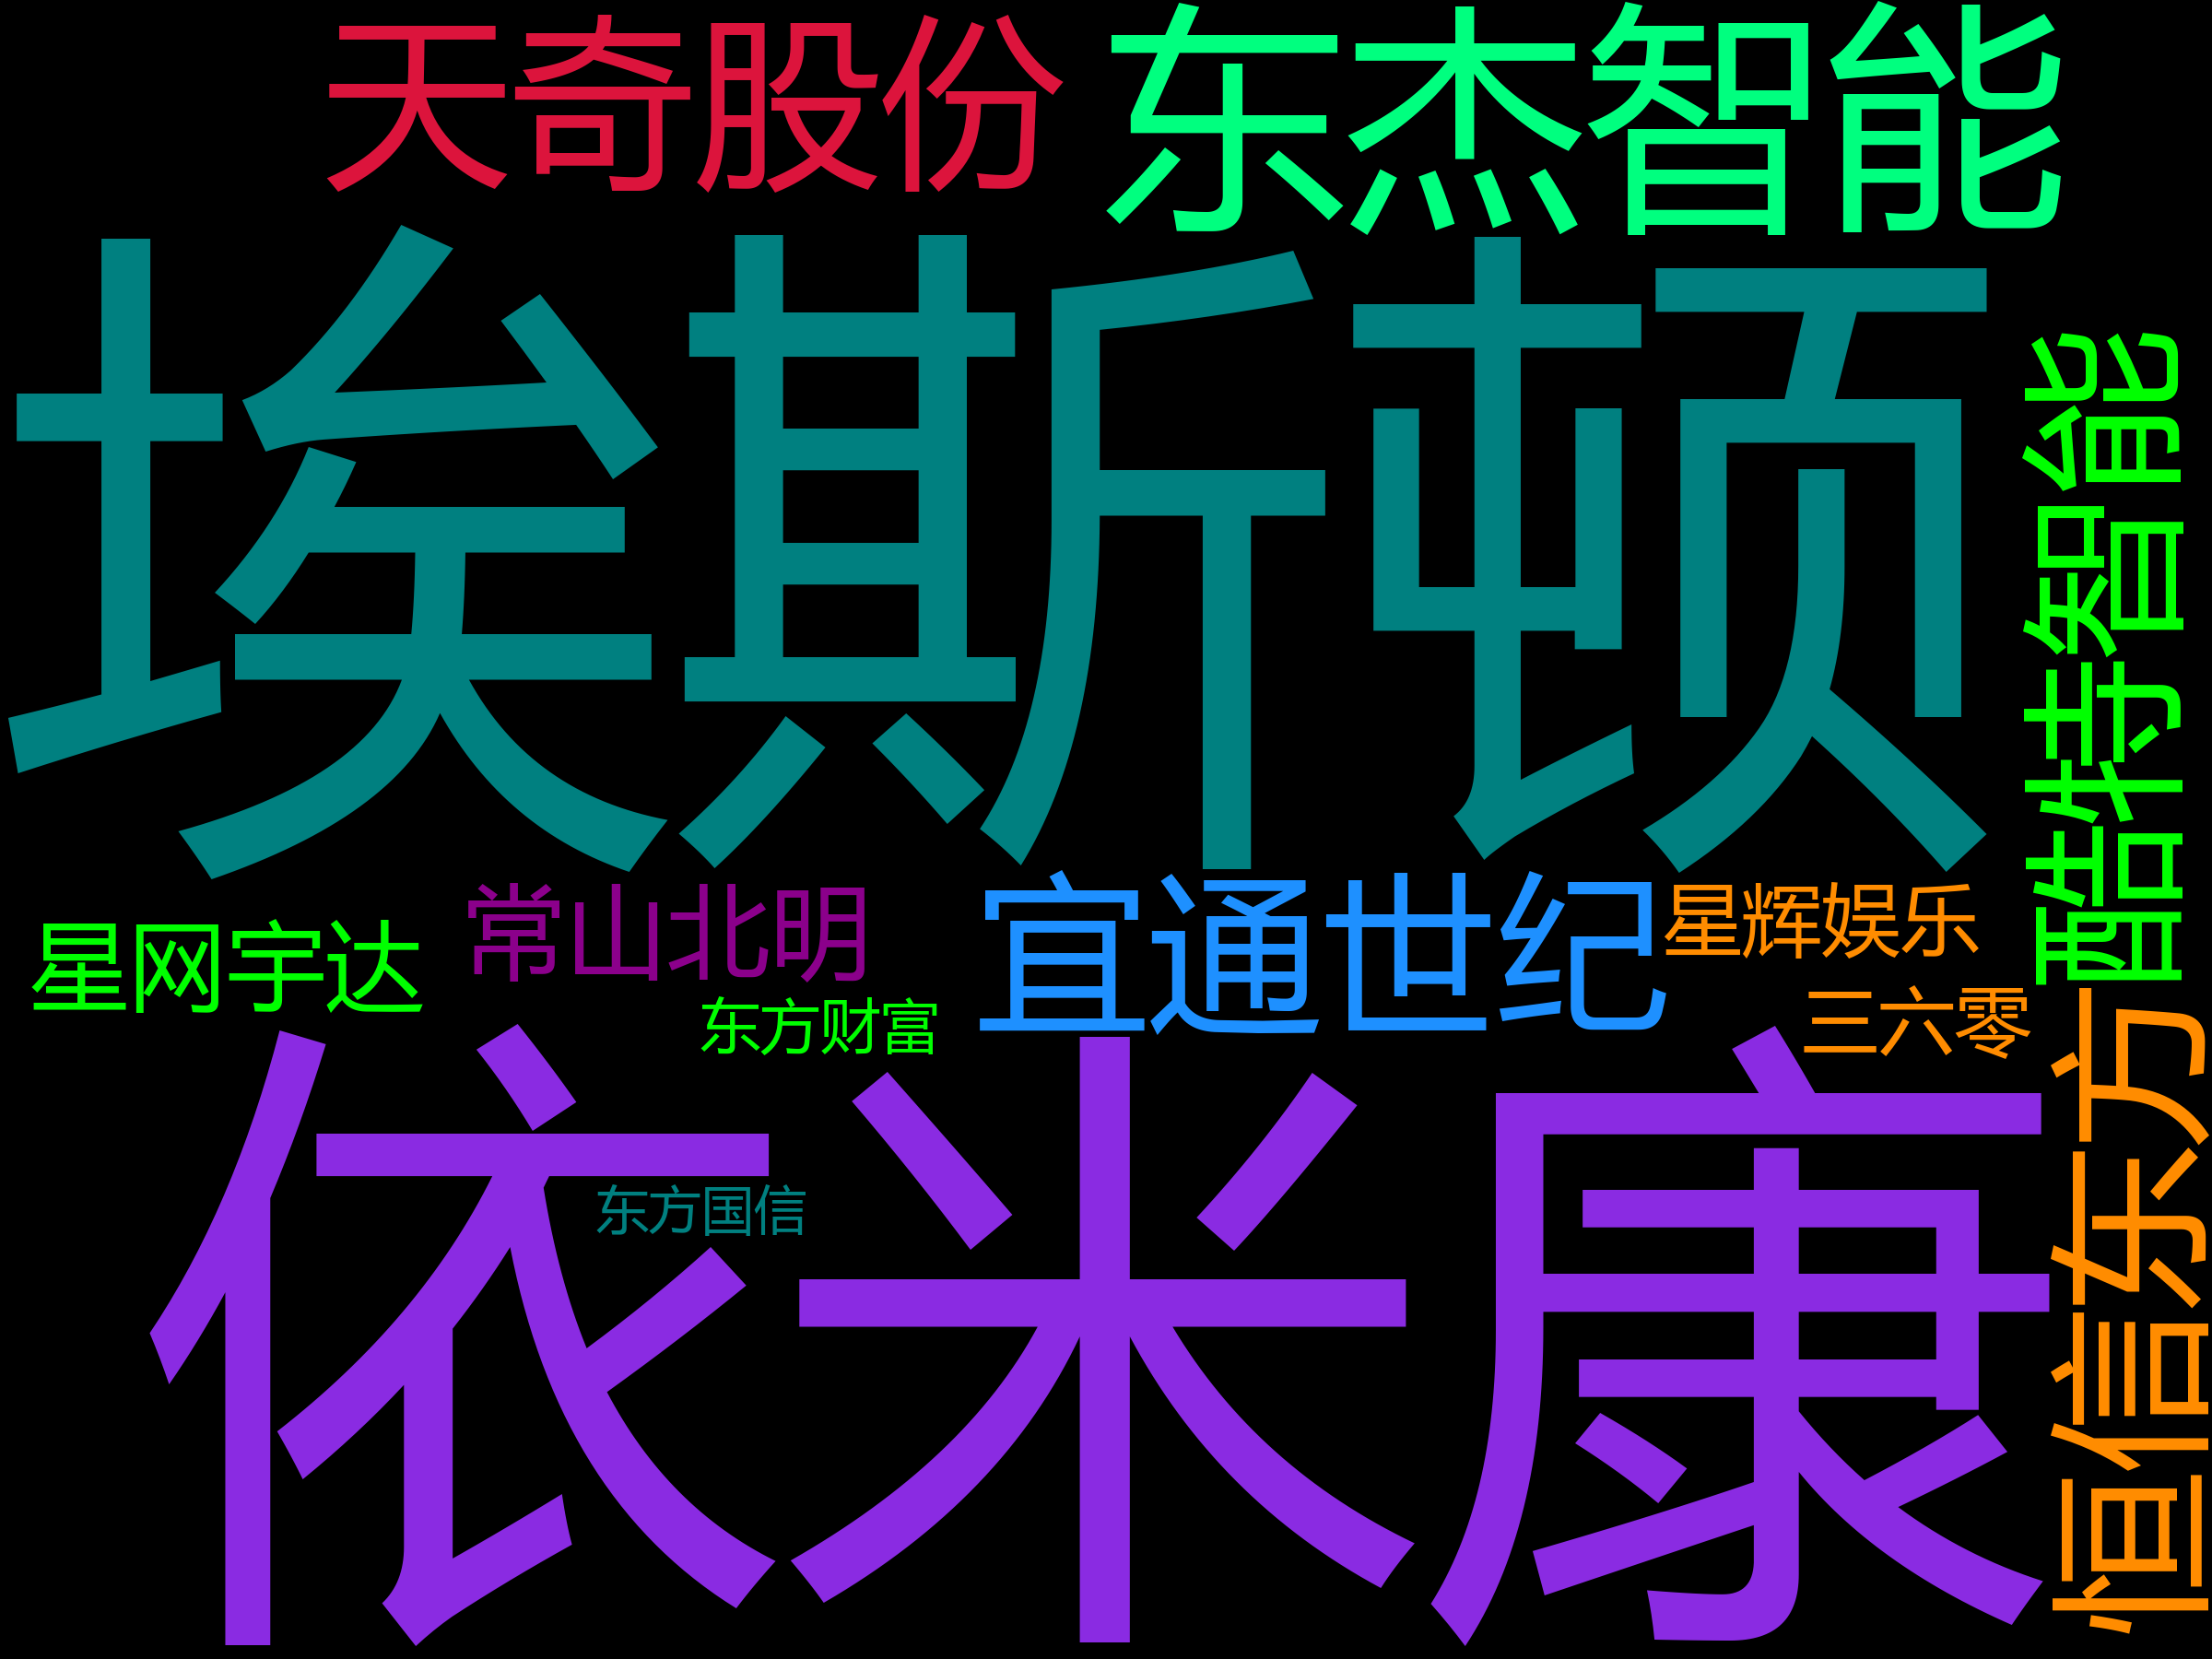 天奇股份
东杰智能
埃斯顿
酷特智能
常山北明
宜通世纪
星辉娱乐
星网宇达
东方财富
三六零
依米康
东方国信
恒信东方